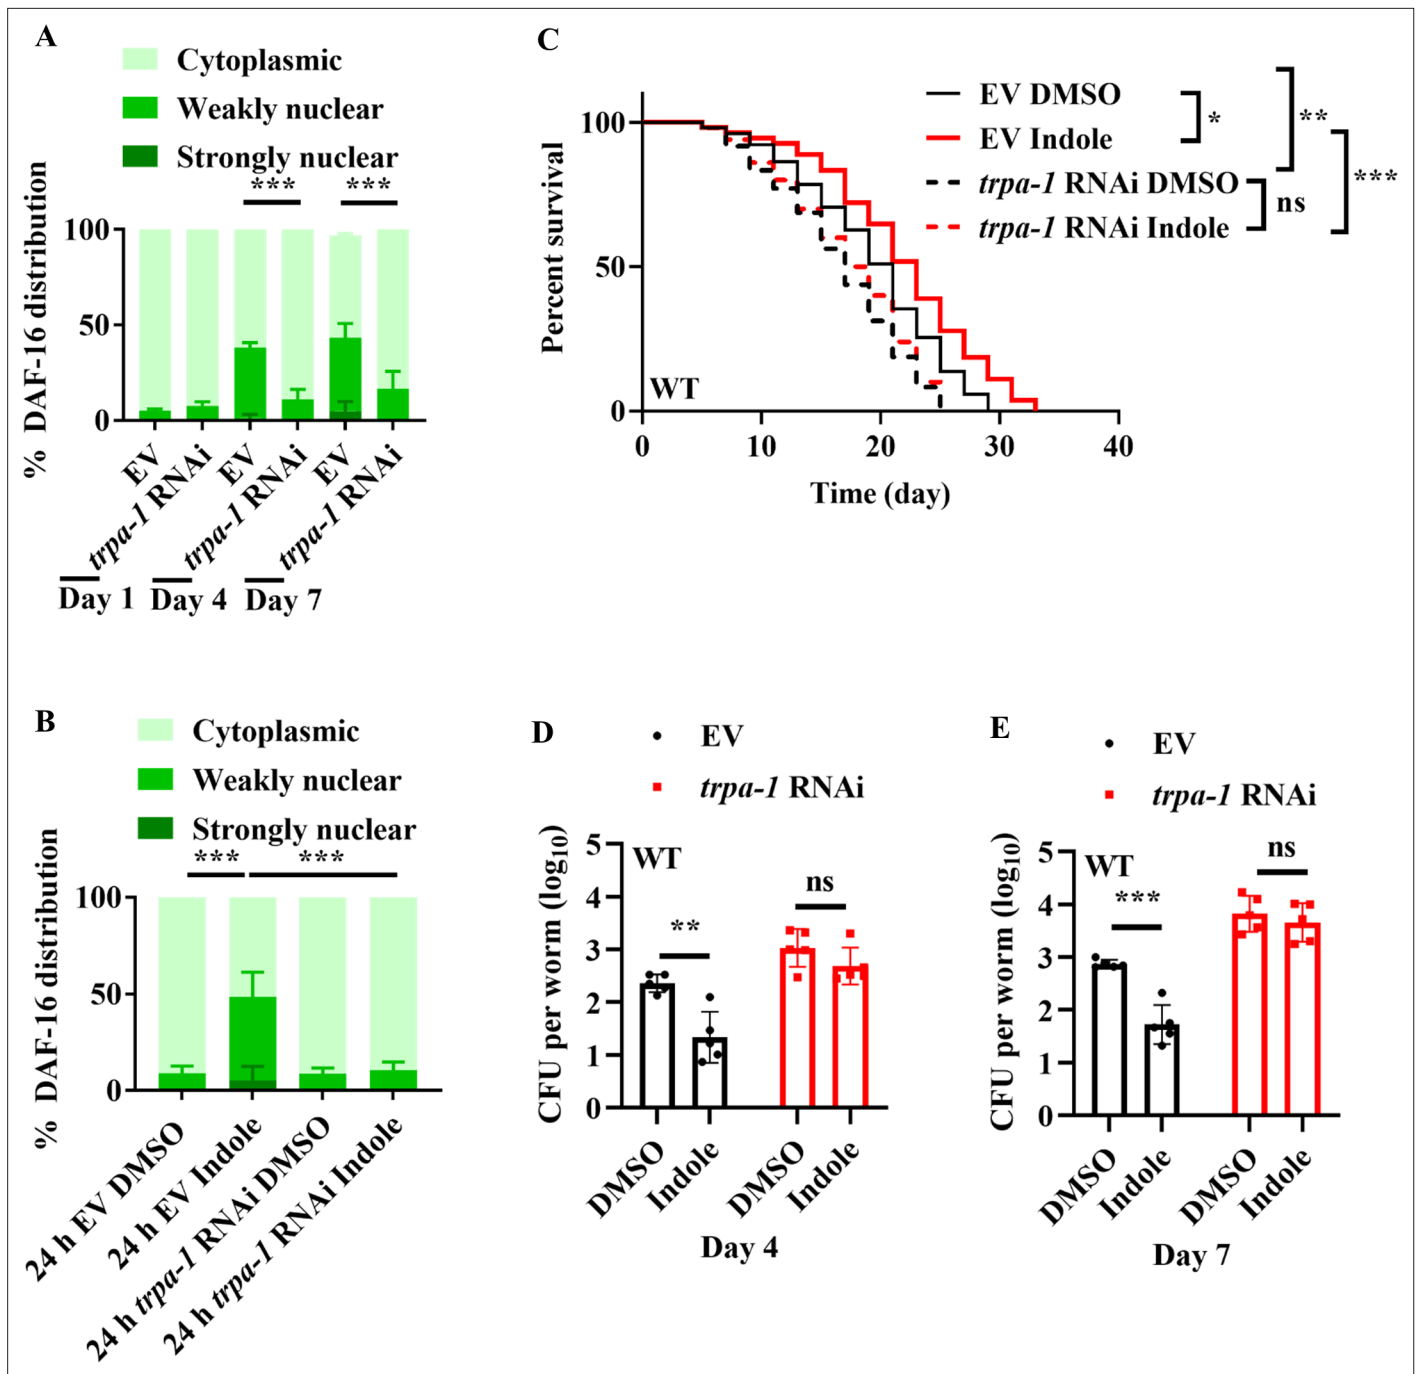 A
Cytoplasmic
Weakly nuclear
Strongly nuclear
*** ***
% DAF-16 distribution
100
50
0
EV
trpa-1 RNAi
EV
trpa-1 RNAi
EV
trpa-1 RNAi
Day 1 Day 4 Day 7
C
EV DMSO
EV Indole
trpa-1 RNAi DMSO
trpa-1 RNAi Indole
*
**
ns
***
Percent survival
100
50
0
WT
0 10 20 30 40
Time (day)
B
Cytoplasmic
Weakly nuclear
Strongly nuclear
*** ***
% DAF-16 distribution
100
50
0
24 h EV DMSO
24 h EV Indole
24 h trpa-1 RNAi DMSO
24 h trpa-1 RNAi Indole
D
EV
trpa-1 RNAi
CFU per worm (log10)
5
4
3
2
1
0
WT
**
ns
DMSO
Indole
DMSO
Indole
Day 4
E
EV
trpa-1 RNAi
CFU per worm (log10)
5
4
3
2
1
0
WT
***
ns
DMSO
Indole
DMSO
Indole
Day 7